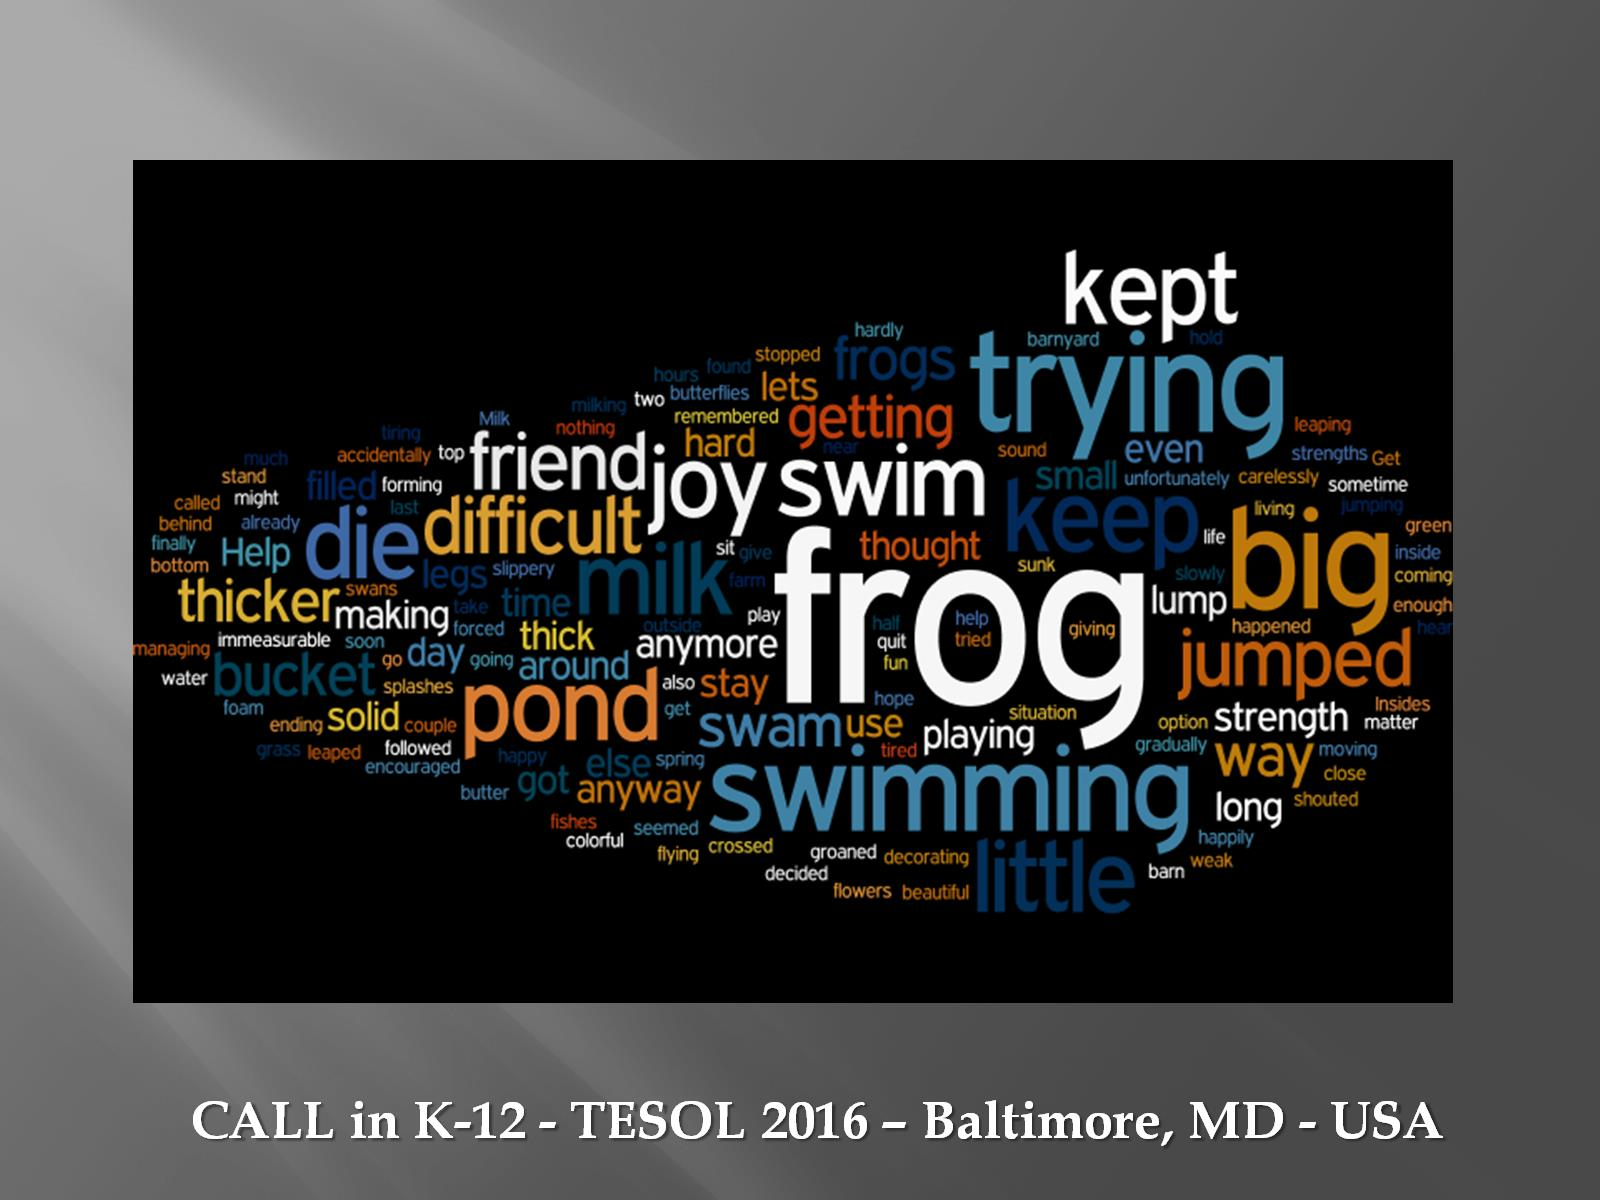 kept
hardly
barnyard hold
trying
stopped frogs
hours found
butterflies lets
two
milking
remembered getting
Milk
nothing
leaping
tiring
hard
near
sound even strengths Get
accidentally top friend
much
joy swim
small unfortunately carelessly sometime
stand filled forming
called might
last difficult
keep
living jumping
behind already die
big
green
finally Help
sit give thought
life
inside
bottom
legs slippery milk
farm
frog
sunk slowly
coming
thicker swans
making take time
play
lump
enough
managing immeasurable soon forced thick
outside
anymore
half help
quit tried giving
happened hear
go day going around
fun
jumped
water bucket splashes pond
also stay
get
hope
foam
ending solid couple
swam use
situation
option strength
Insides
matter
grass leaped followed
tired playing
gradually way moving
encouraged happy
else spring
close
butter got anyway
swimming
long shouted
fishes
colorful seemed
happily
flying crossed groaned decorating little
weak
decided
barn
flowers beautiful
CALL in K-12 - TESOL 2016 – Baltimore, MD - USA